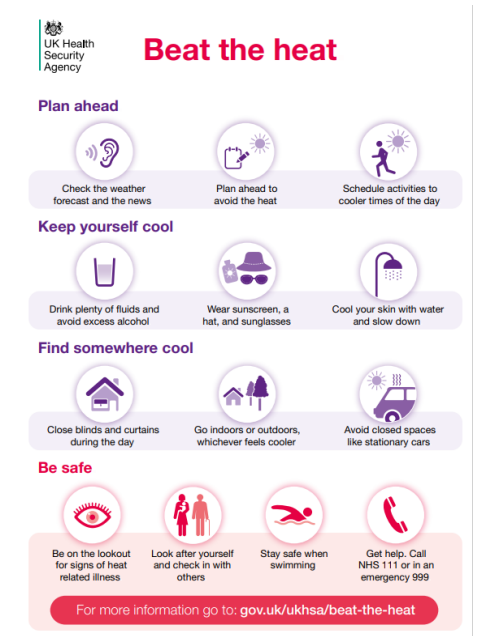 UK Health
Security
Agency
Beat the heat
Plan ahead
Check the weather
forecast and the news
Plan ahead to
avoid the heat
Schedule activities to
cooler times of the day
Keep yourself cool
Drink plenty of fluids and
avoid excess alcohol
Wear sunscreen, a
hat, and sunglasses
Cool your skin with water
and slow down
Find somewhere cool
Close blinds and curtains
during the day
Go indoors or outdoors,
whichever feels cooler
Avoid closed spaces
like stationary cars
Be safe
Be on the lookout
for signs of heat
related illness
Look after yourself
and check in with
others
Stay safe when
swimming
Get help. Call
NHS 111 or in an
emergency 999
For more information go to: gov.uk/ukhsa/beat-the-heat